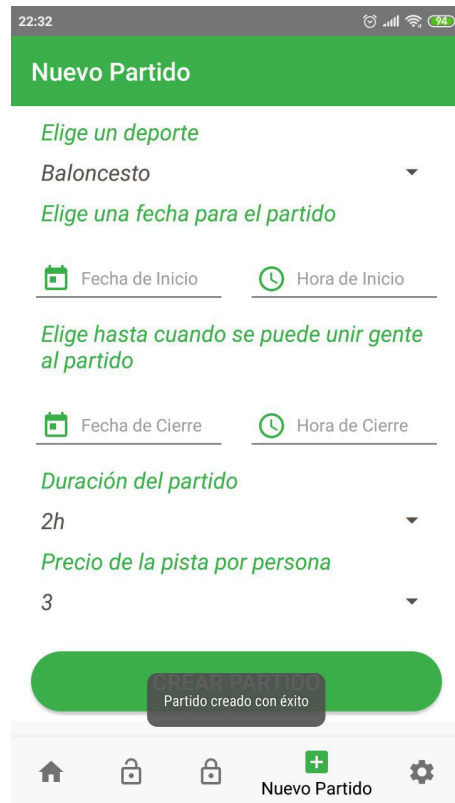 22:32
94
Nuevo Partido
Elige un deporte
Baloncesto
Elige una fecha para el partido
Fecha de Inicio
Hora de Inicio
Elige hasta cuando se puede unir gente
al partido
Fecha de Cierre
Hora de Cierre
Duración del partido
2h
Precio de la pista por persona
3
CREAR PARTIDO
Partido creado con éxito
Nuevo Partido